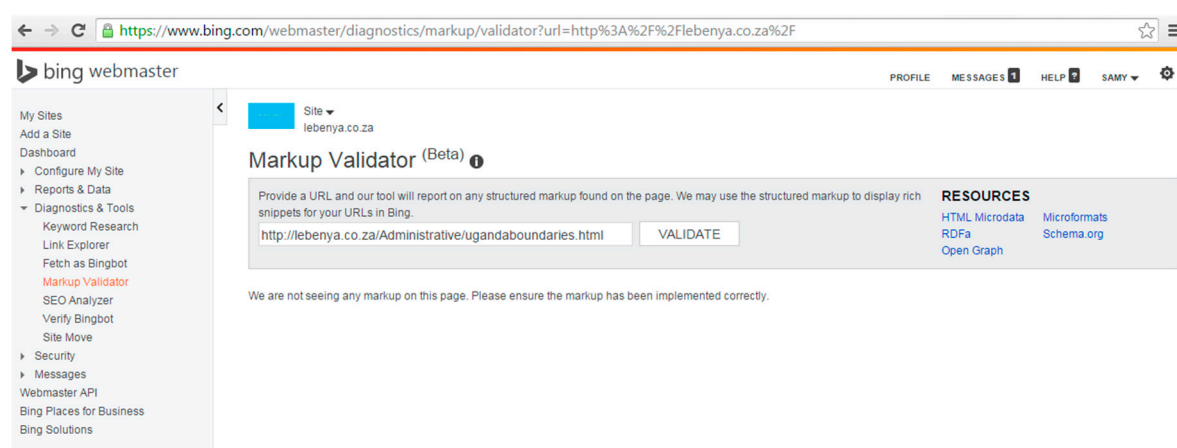 https://www.bing.com/webmaster/diagnostics/markup/validator?url=http%3A%2F%2Flebenya.co.za%2F
bing webmaster
PROFILE MESSAGES 1 HELP ? SAMY
My Sites
Add a Site
Dashboard
Configure My Site
Reports & Data
Diagnostics & Tools
Keyword Research
Link Explorer
Fetch as Bingbot
Markup Validator
SEO Analyzer
Verify Bingbot
Site Move
Security
Messages
Webmaster API
Bing Places for Business
Bing Solutions
Site
lebenya.co.za
Markup Validator (Beta)
Provide a URL and our tool will report on any structured markup found on the page. We may use the structured markup to display rich
snippets for your URLs in Bing.
http://lebenya.co.za/Administrative/ugandaboundaries.html VALIDATE
RESOURCES
HTML Microdata Microformats
RDFa Schema.org
Open Graph
We are not seeing any markup on this page. Please ensure the markup has been implemented correctly.